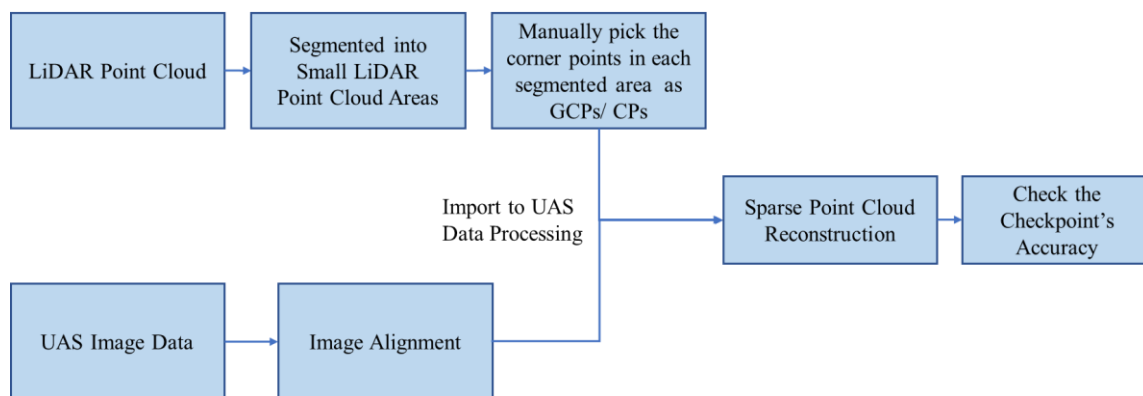 LiDAR Point Cloud
Segmented into
Small LiDAR
Point Cloud Areas
Manually pick the
corner points in each
segmented area as
GCPs/ CPs
Import to UAS
Data Processing
Sparse Point Cloud
Reconstruction
Check the
Checkpoint’s
Accuracy
UAS Image Data
Image Alignment